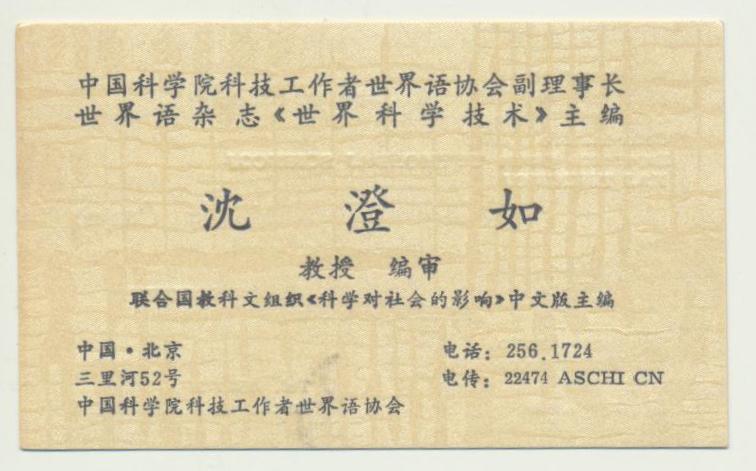 中国科学院科技工作者世界语协会副理事长
世界语杂志《世界科学技术》主编
沈澄如
教授 编审
联合国教科文组织《科学对社会的影响》中文版主编
中国·北京
三里河52号
中国科学院科技工作者世界语协会
电话：256.1724
电传：22474 ASCHI CN